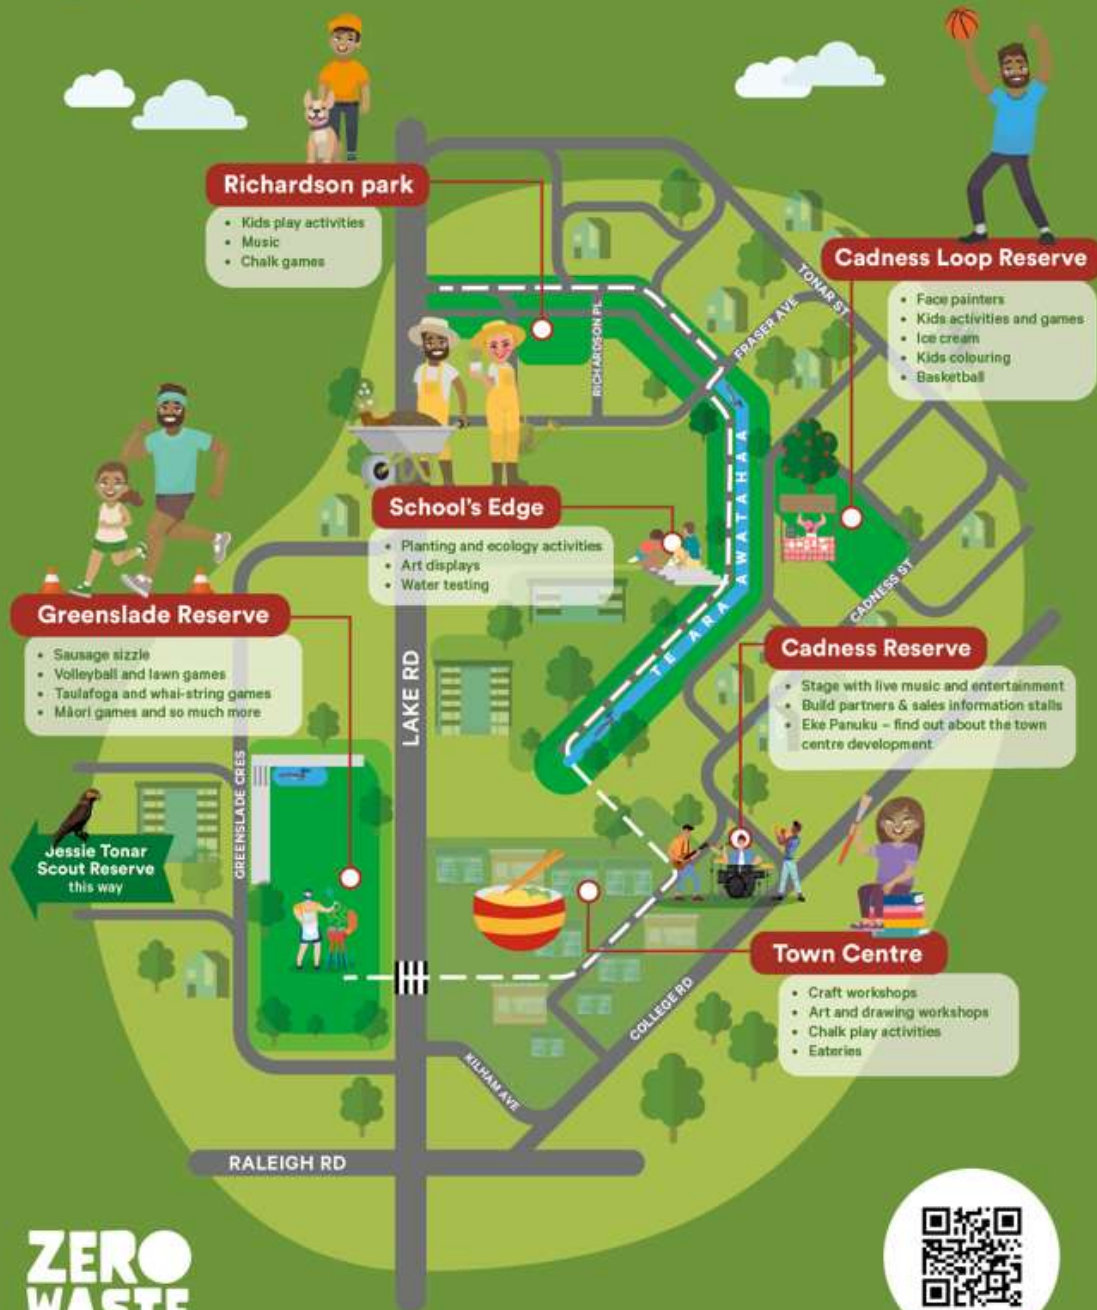 Richardson park
• Kids play activities
• Music
• Chalk games
Cadness Loop Reserve
• Face painters
• Kids activities and games
• Ice cream
• Kids colouring
• Basketball
TONAR ST
FRASER AVE
RICHARDSON PL
School's Edge
• Planting and ecology activities
• Art displays
• Water testing
TE ARA AWATAHA
CADNESS ST
Greenslade Reserve
• Sausage sizzle
• Volleyball and lawn games
• Taulafoga and whai-string games
• Māori games and so much more
LAKE RD
Cadness Reserve
• Stage with live music and entertainment
• Build partners & sales information stalls
• Eke Panuku – find out about the town
centre development
GREENSLADE CRES
Jessie Tonar
Scout Reserve
this way
Town Centre
• Craft workshops
• Art and drawing workshops
• Chalk play activities
• Eateries
COLLEGE RD
KILHAM AVE
RALEIGH RD
ZERO
WASTE